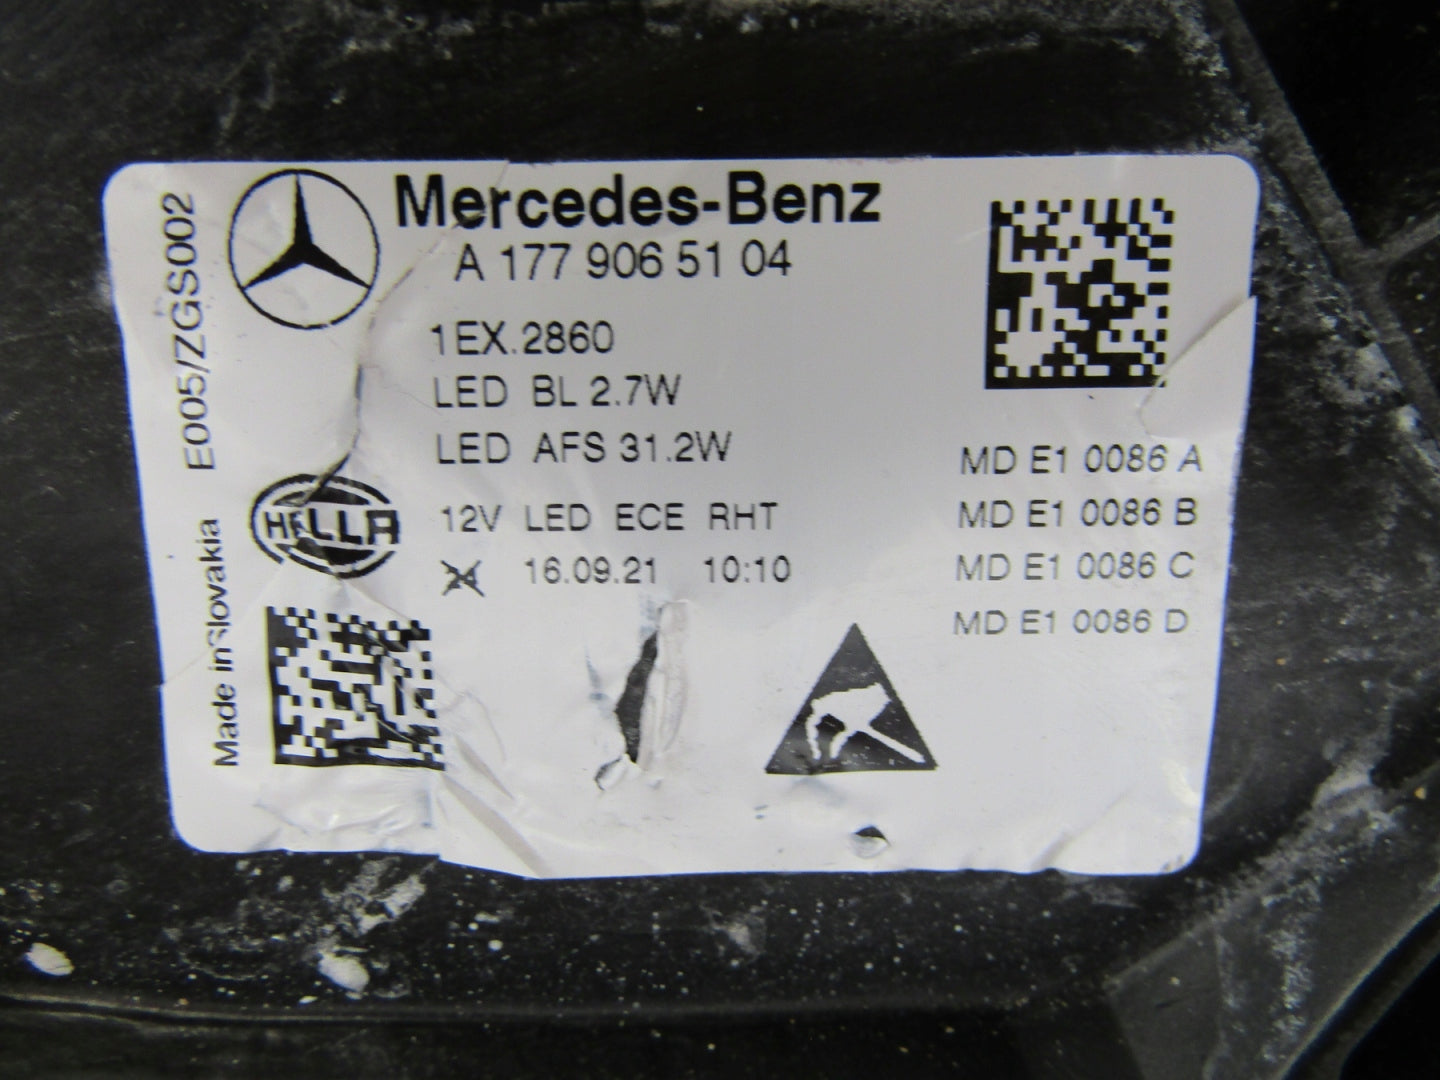 Mercedes-Benz
A 177 906 51 04
1EX.2860
LED BL 2.7W
LED AFS 31.2W
12V LED ECE RHT
16.09.21 10:10
HELLA
MD E1 0086 A
MD E1 0086 B
MD E1 0086 C
MD E1 0086 D
E005/ZGS002
Made in Slovakia